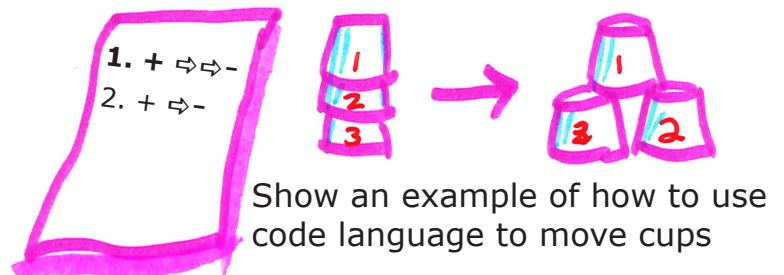 1. + ⇨⇨-
2. + ⇨-
1
2
3
1
3 2
Show an example of how to use
code language to move cups